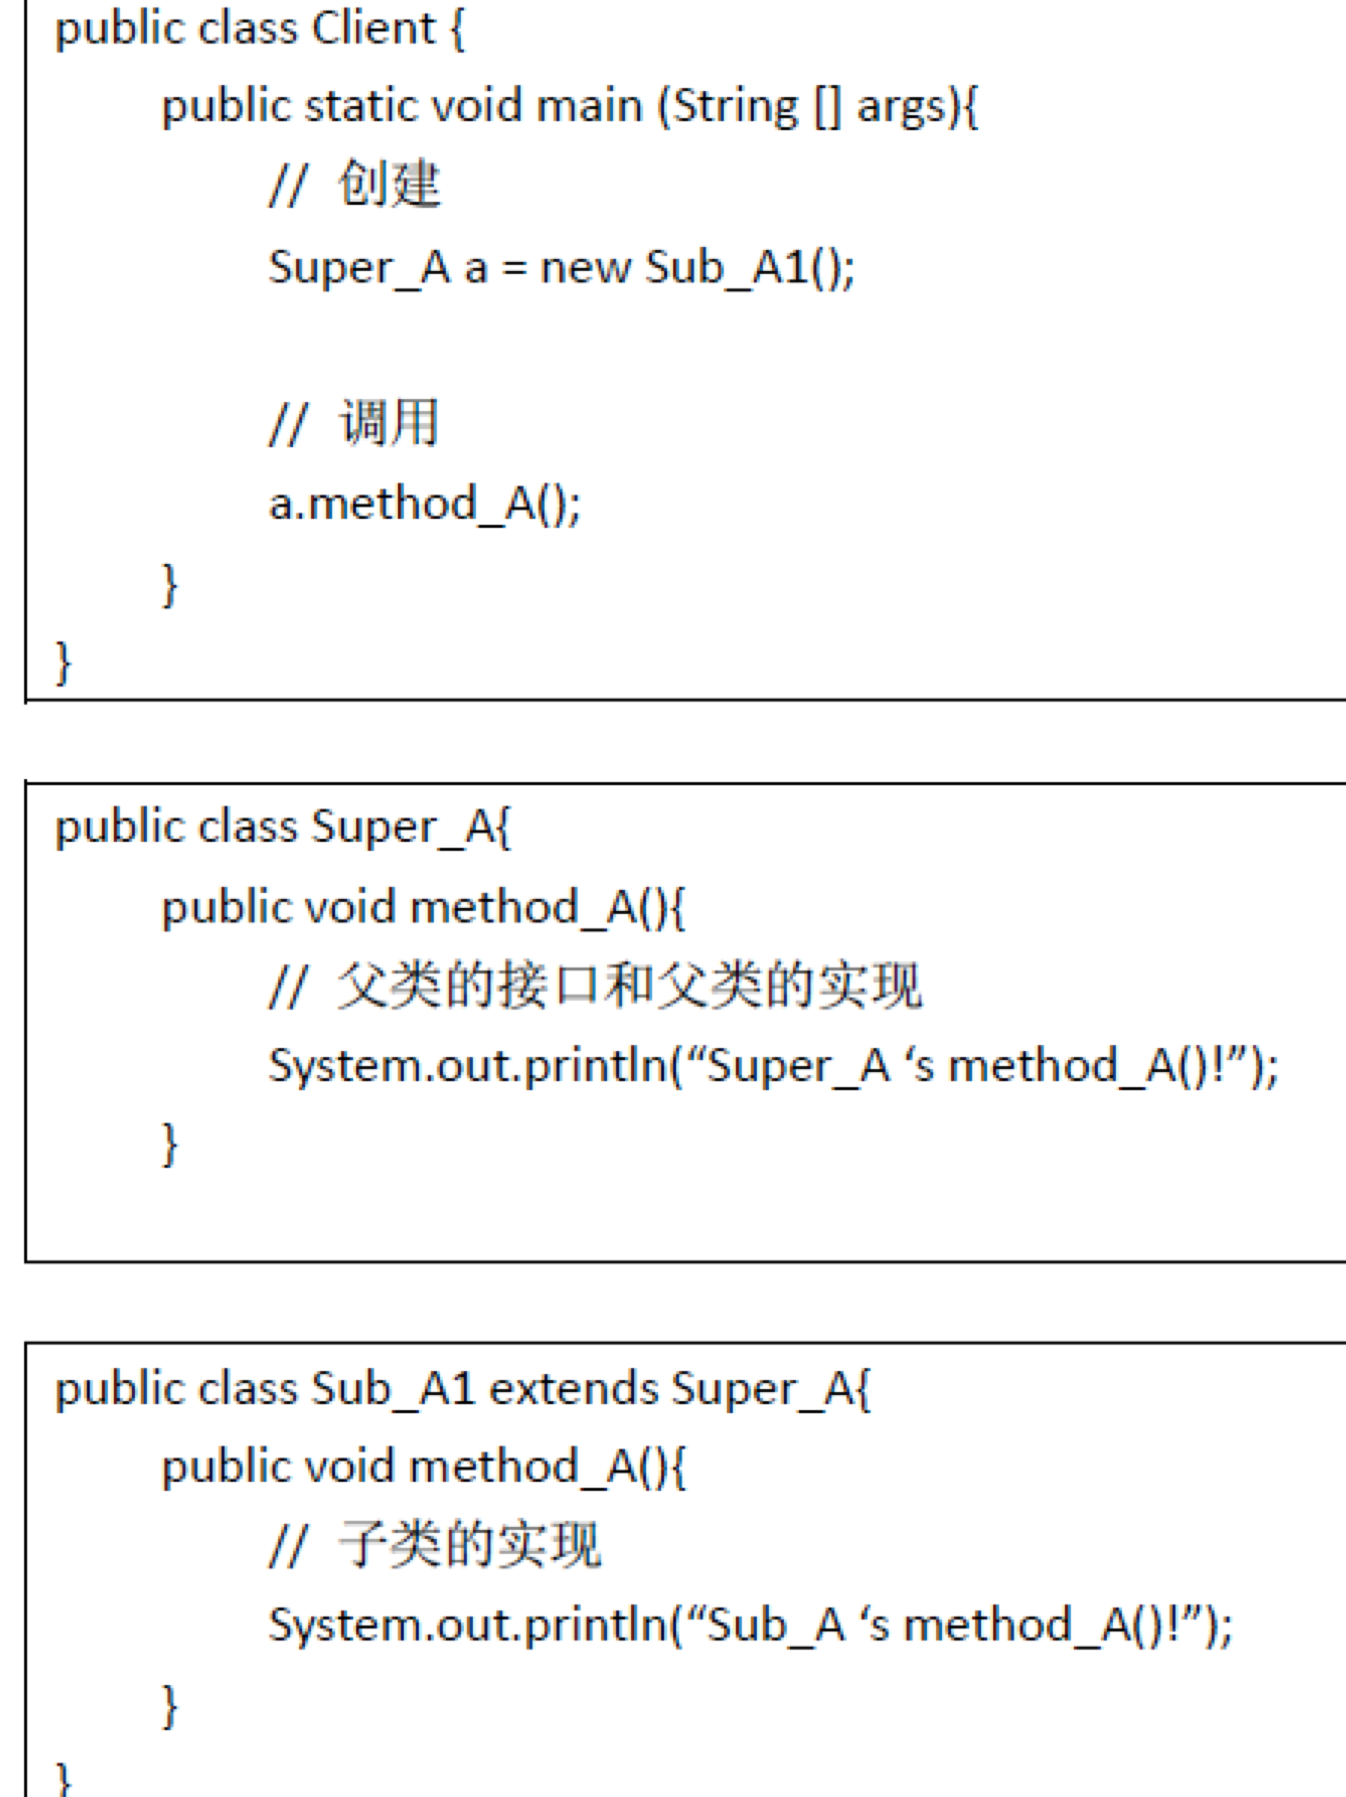 public class Client {
public static void main (String [] args){
// 创建
Super_A a = new Sub_A1();
// 调用
a.method_A();
}
}
public class Super_A{
public void method_A(){
// 父类的接口和父类的实现
System.out.println(“Super_A ‘s method_A()!”);
}
public class Sub_A1 extends Super_A{
public void method_A(){
// 子类的实现
System.out.println(“Sub_A ‘s method_A()!”);
}
}